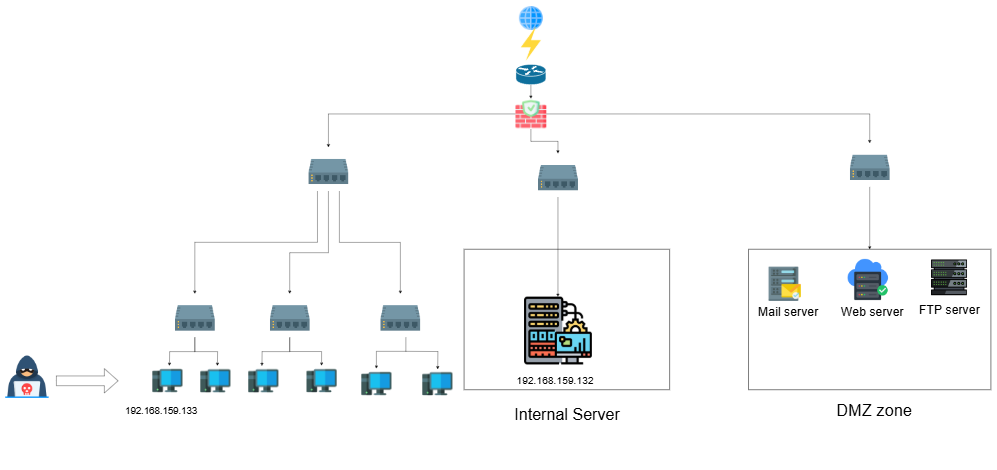 Mail server
Web server
FTP server
192.168.159.132
192.168.159.133
Internal Server
DMZ zone